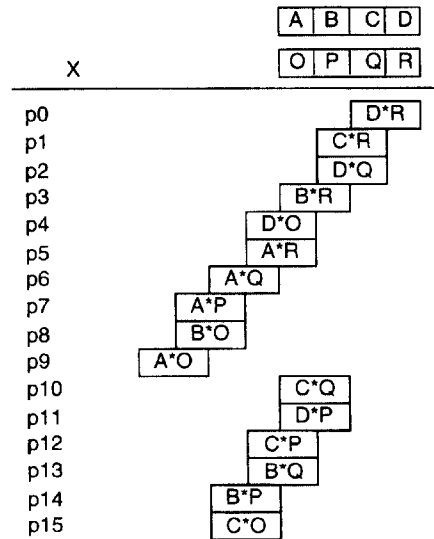 A B C D
X O P Q R
p0 D*R
p1 C*R
p2 D*Q
p3 B*R
p4 D*O
p5 A*R
p6 A*Q
p7 A*P
p8 B*O
p9 A*O
p10 C*Q
p11 D*P
p12 C*P
p13 B*Q
p14 B*P
p15 C*O